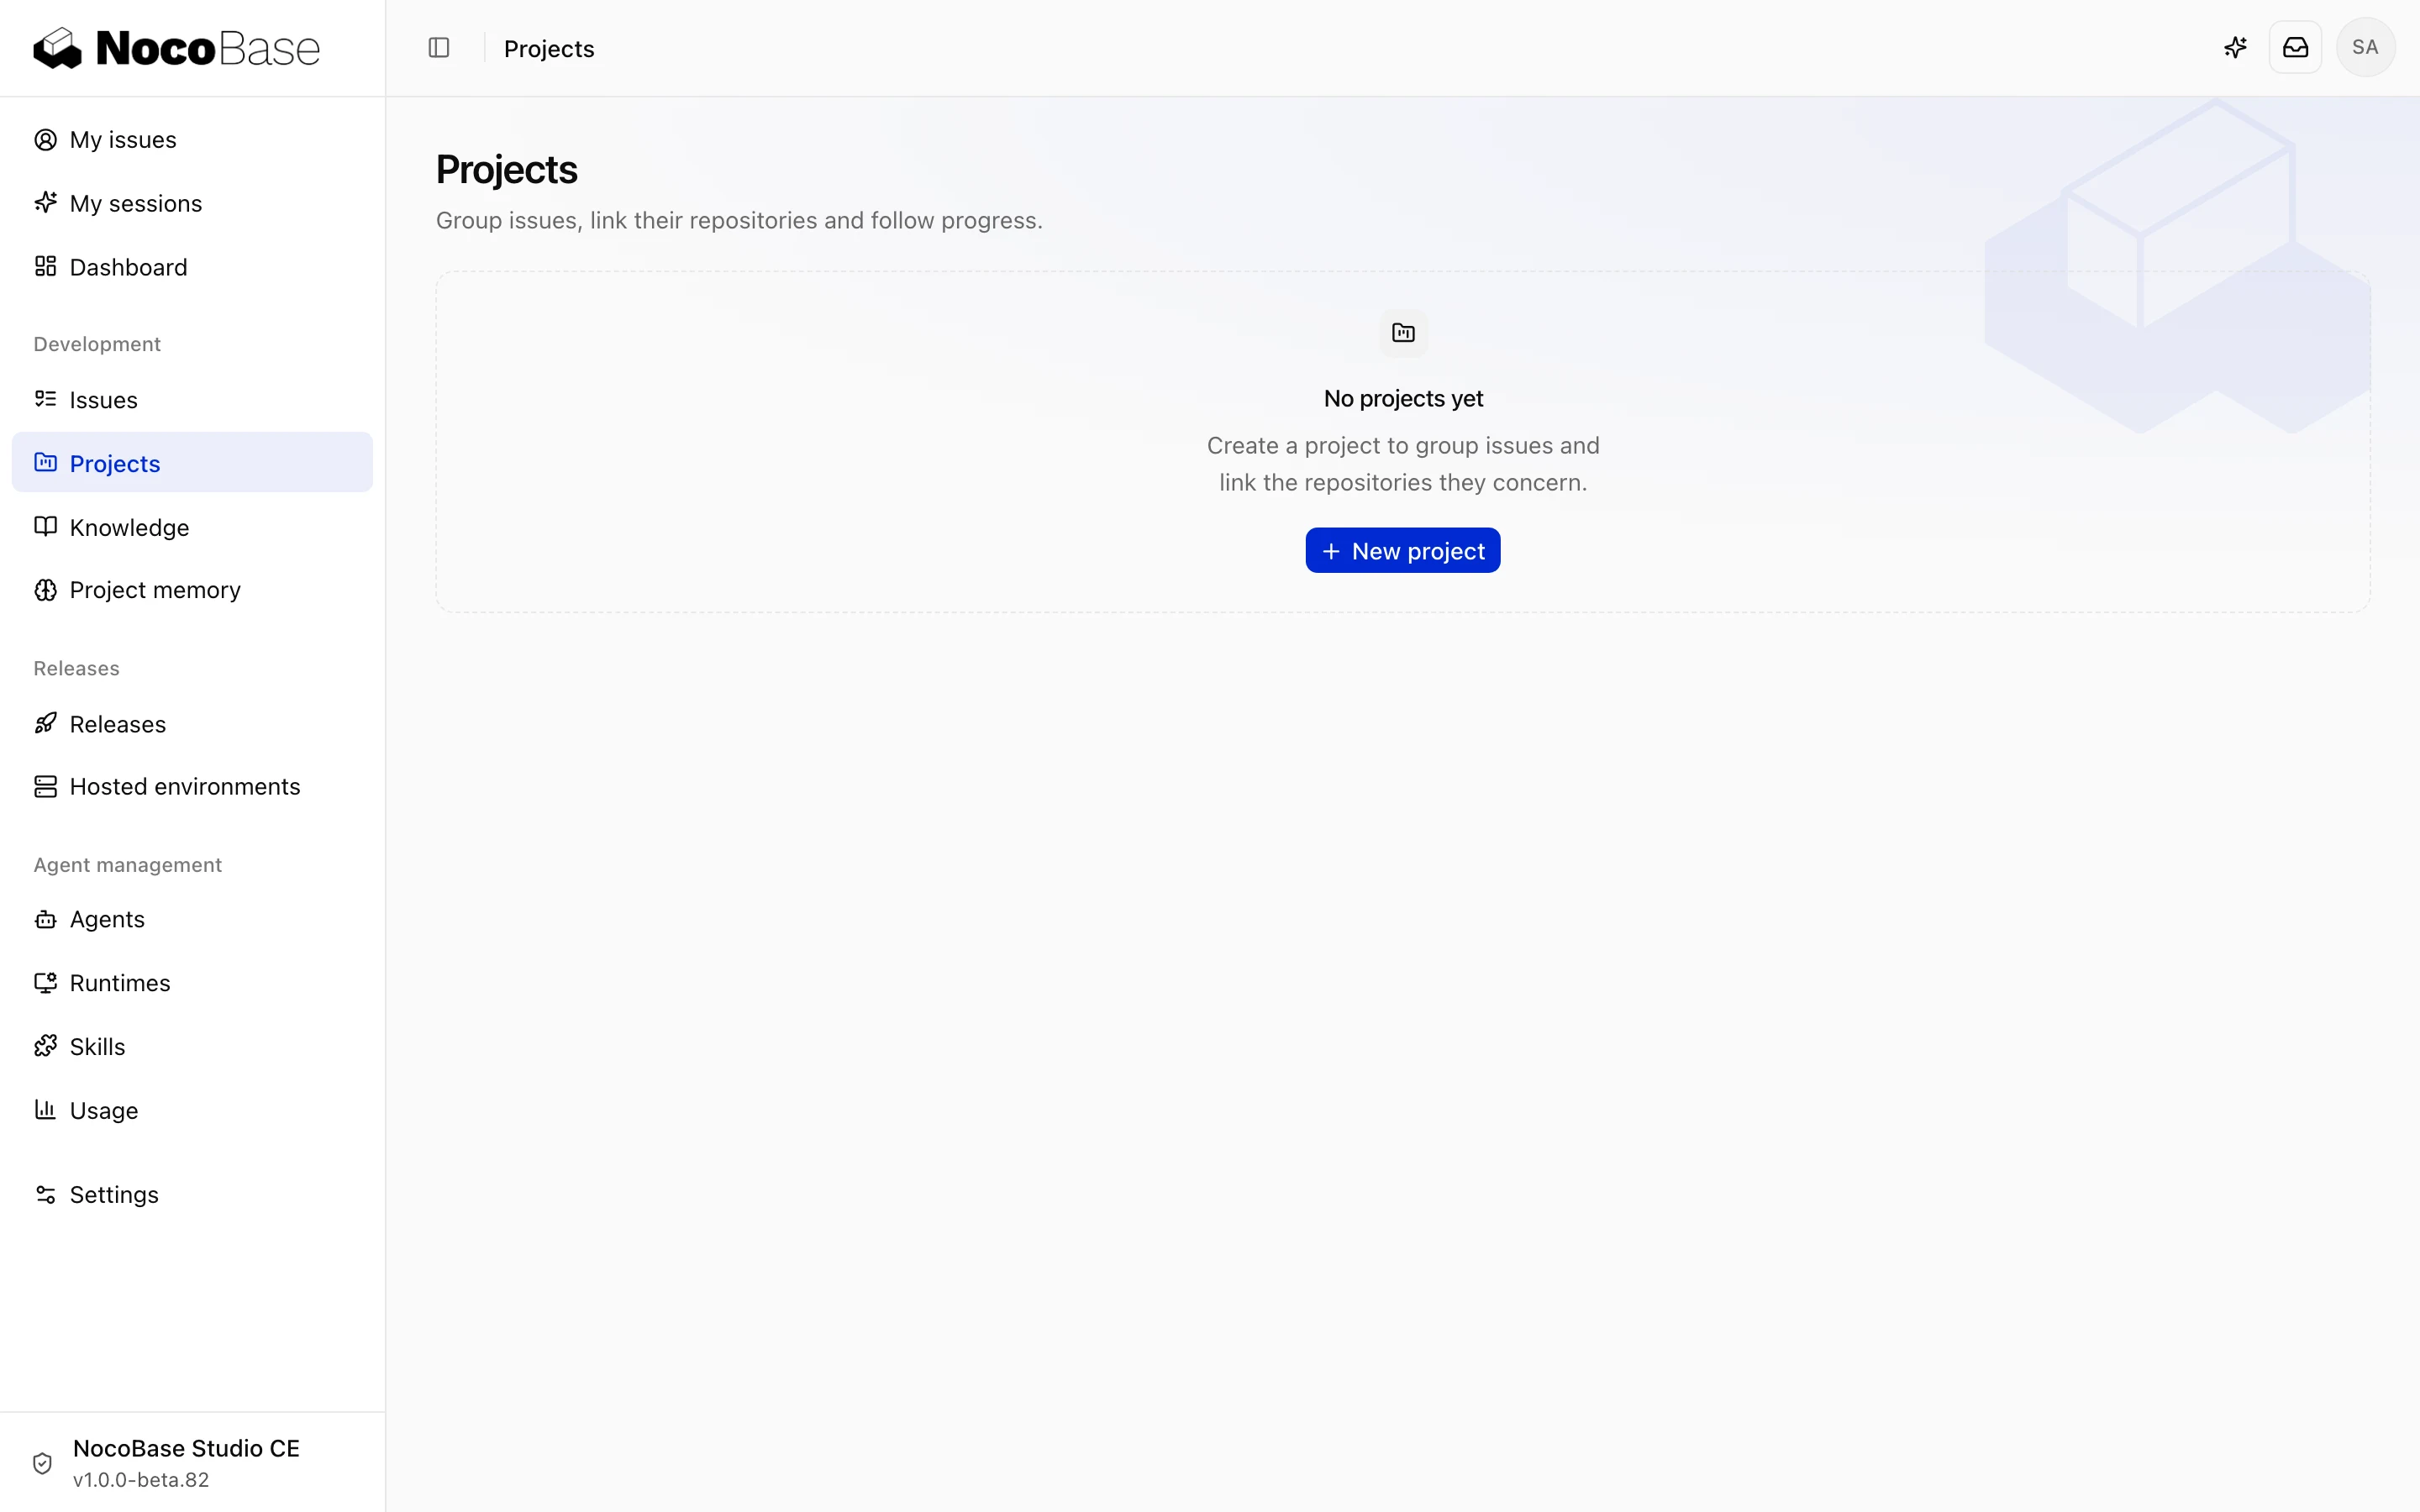 NocoBase
Projects
SA
My issues
My sessions
Dashboard
Development
Issues
Projects
Knowledge
Project memory
Releases
Releases
Hosted environments
Agent management
Agents
Runtimes
Skills
Usage
Settings
NocoBase Studio CE
v1.0.0-beta.82
Projects
Group issues, link their repositories and follow progress.
No projects yet
Create a project to group issues and
link the repositories they concern.
+ New project